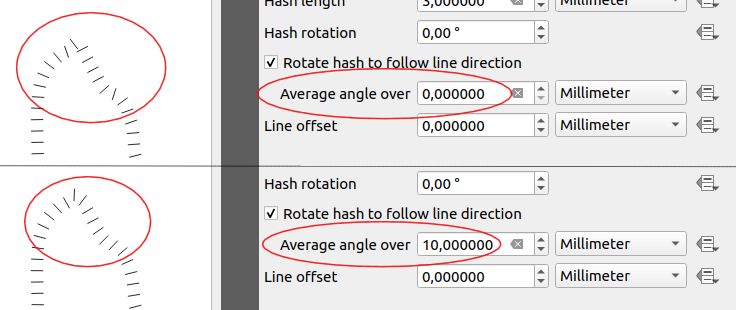 Hash length 3,000000 Millimeter
Hash rotation 0,00 °
Rotate hash to follow line direction
Average angle over 0,000000 Millimeter
Line offset 0,000000 Millimeter
Hash rotation 0,00 °
Rotate hash to follow line direction
Average angle over 10,000000 Millimeter
Line offset 0,000000 Millimeter